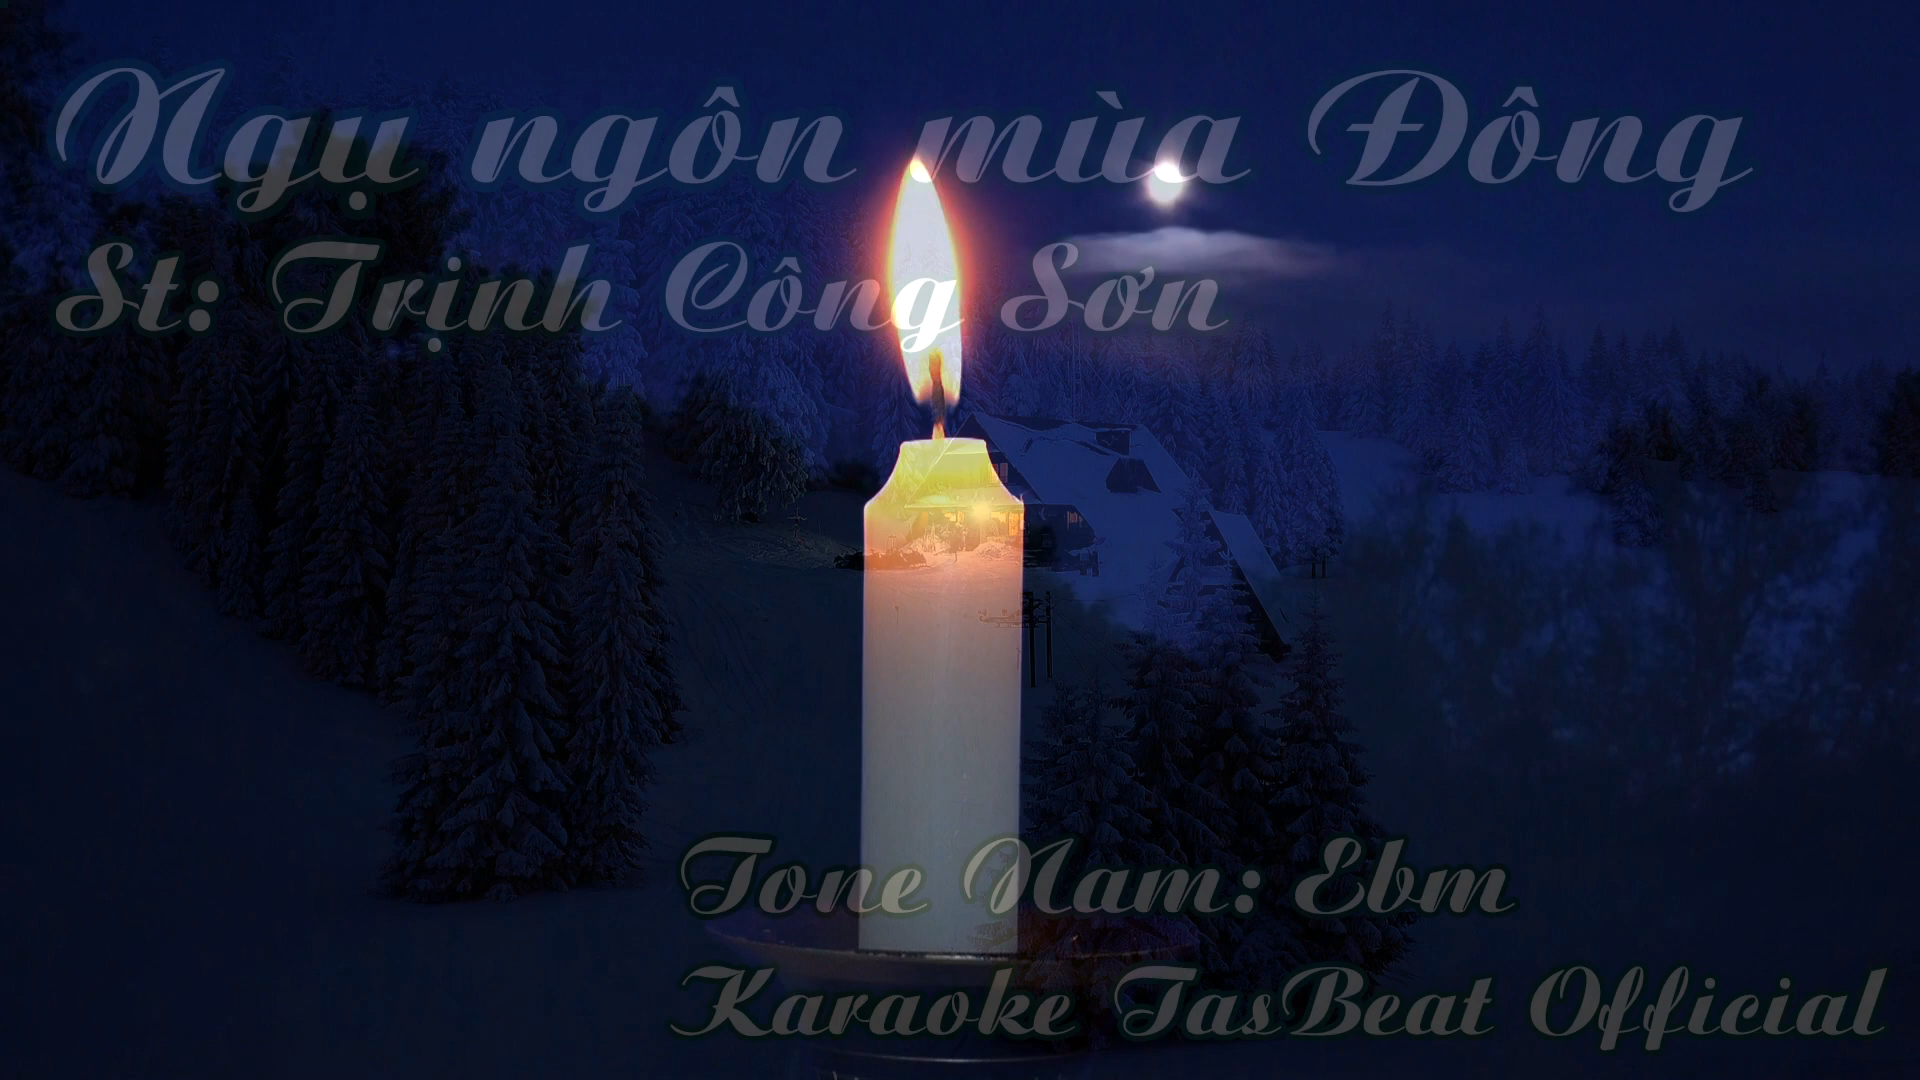 Ngụ ngôn mùa Đông
St: Trịnh Công Sơn
Tone Nam: Ebm
Karaoke TasBeat Official